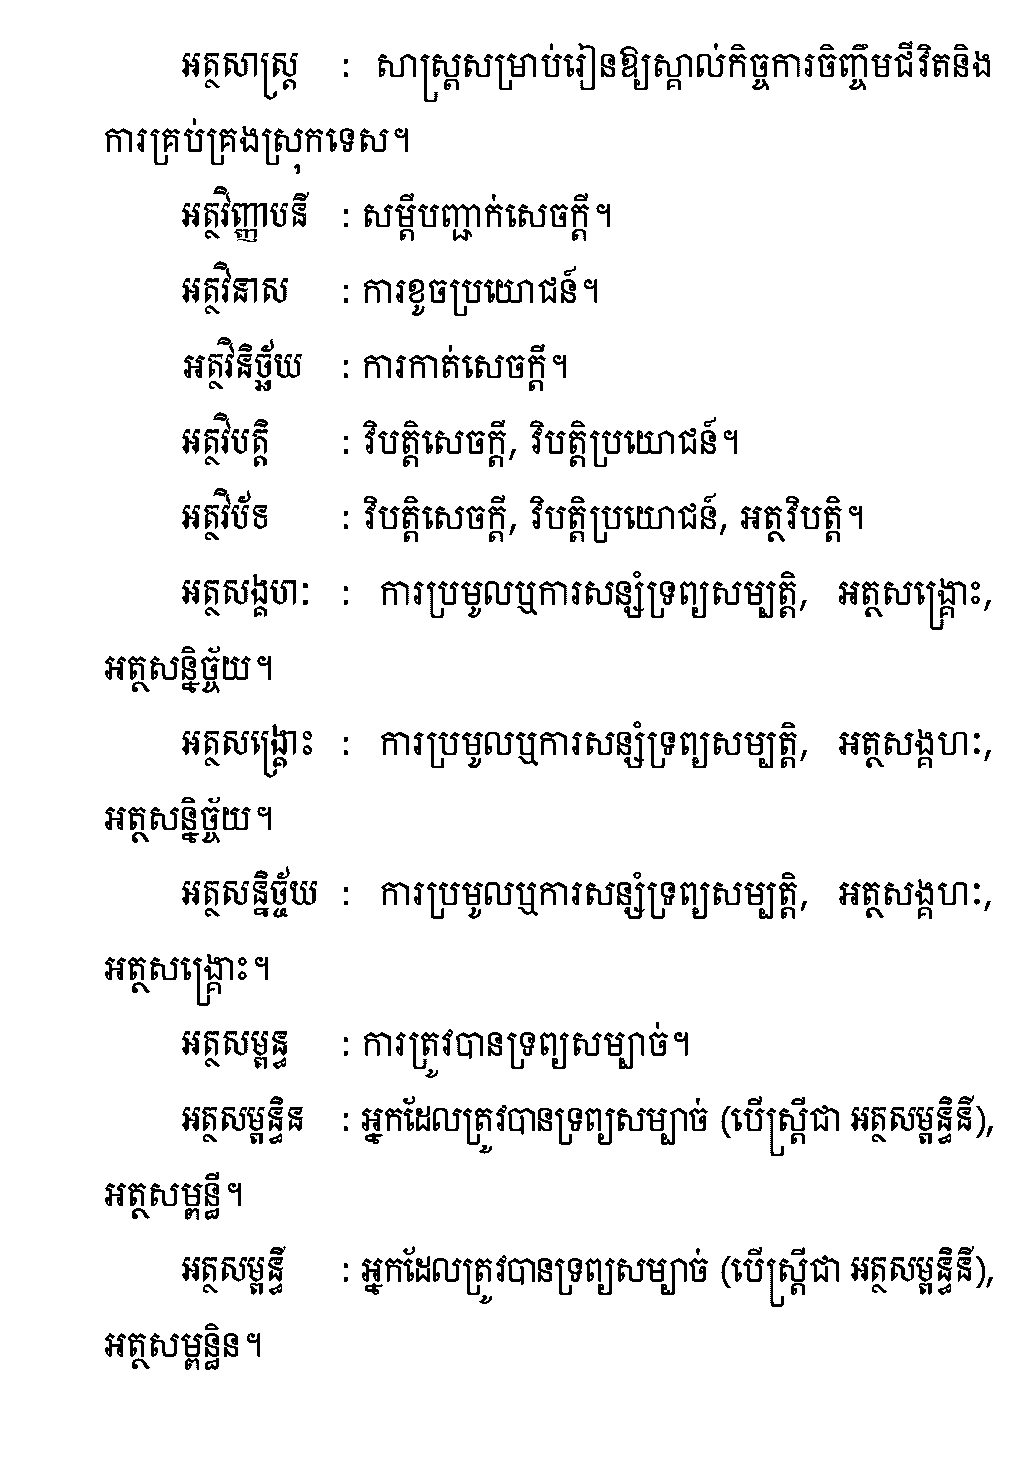 អត្ថសាស្ត្រ : សាស្ត្រសម្រាប់រៀនឱ្យស្គាល់កិច្ចការចិញ្ចឹមជីវិតនិង
ការគ្រប់គ្រងស្រុកទេស។
អត្ថវិញ្ញាបនី : សម្ដីបញ្ជាក់សេចក្ដី។
អត្ថវិនាស : ការខូចប្រយោជន៍។
អត្ថវិនិច្ឆ័យ : ការកាត់សេចក្ដី។
អត្ថវិបត្តិ : វិបត្តិសេចក្ដី, វិបត្តិប្រយោជន៍។
អត្ថវិប័ទ : វិបត្តិសេចក្ដី, វិបត្តិប្រយោជន៍, អត្ថវិបត្តិ។
អត្ថសង្គហៈ : ការប្រមូលឬការសន្សំទ្រព្យសម្បត្តិ, អត្ថសង្គ្រោះ,
អត្ថសន្និច្ច័យ។
អត្ថសង្គ្រោះ : ការប្រមូលឬការសន្សំទ្រព្យសម្បត្តិ, អត្ថសង្គហៈ,
អត្ថសន្និច្ច័យ។
អត្ថសន្និច្ច័យ : ការប្រមូលឬការសន្សំទ្រព្យសម្បត្តិ, អត្ថសង្គហៈ,
អត្ថសង្គ្រោះ។
អត្ថសម្ពន្ធ : ការត្រូវបានទ្រព្យសម្បាច់។
អត្ថសម្ពន្ធិន : អ្នកដែលត្រូវបានទ្រព្យសម្បាច់ (បើស្ត្រីជា អត្ថសម្ពន្ធិនី),
អត្ថសម្ពន្ធី។
អត្ថសម្ពន្ធី : អ្នកដែលត្រូវបានទ្រព្យសម្បាច់ (បើស្ត្រីជា អត្ថសម្ពន្ធិនី),
អត្ថសម្ពន្ធិន។